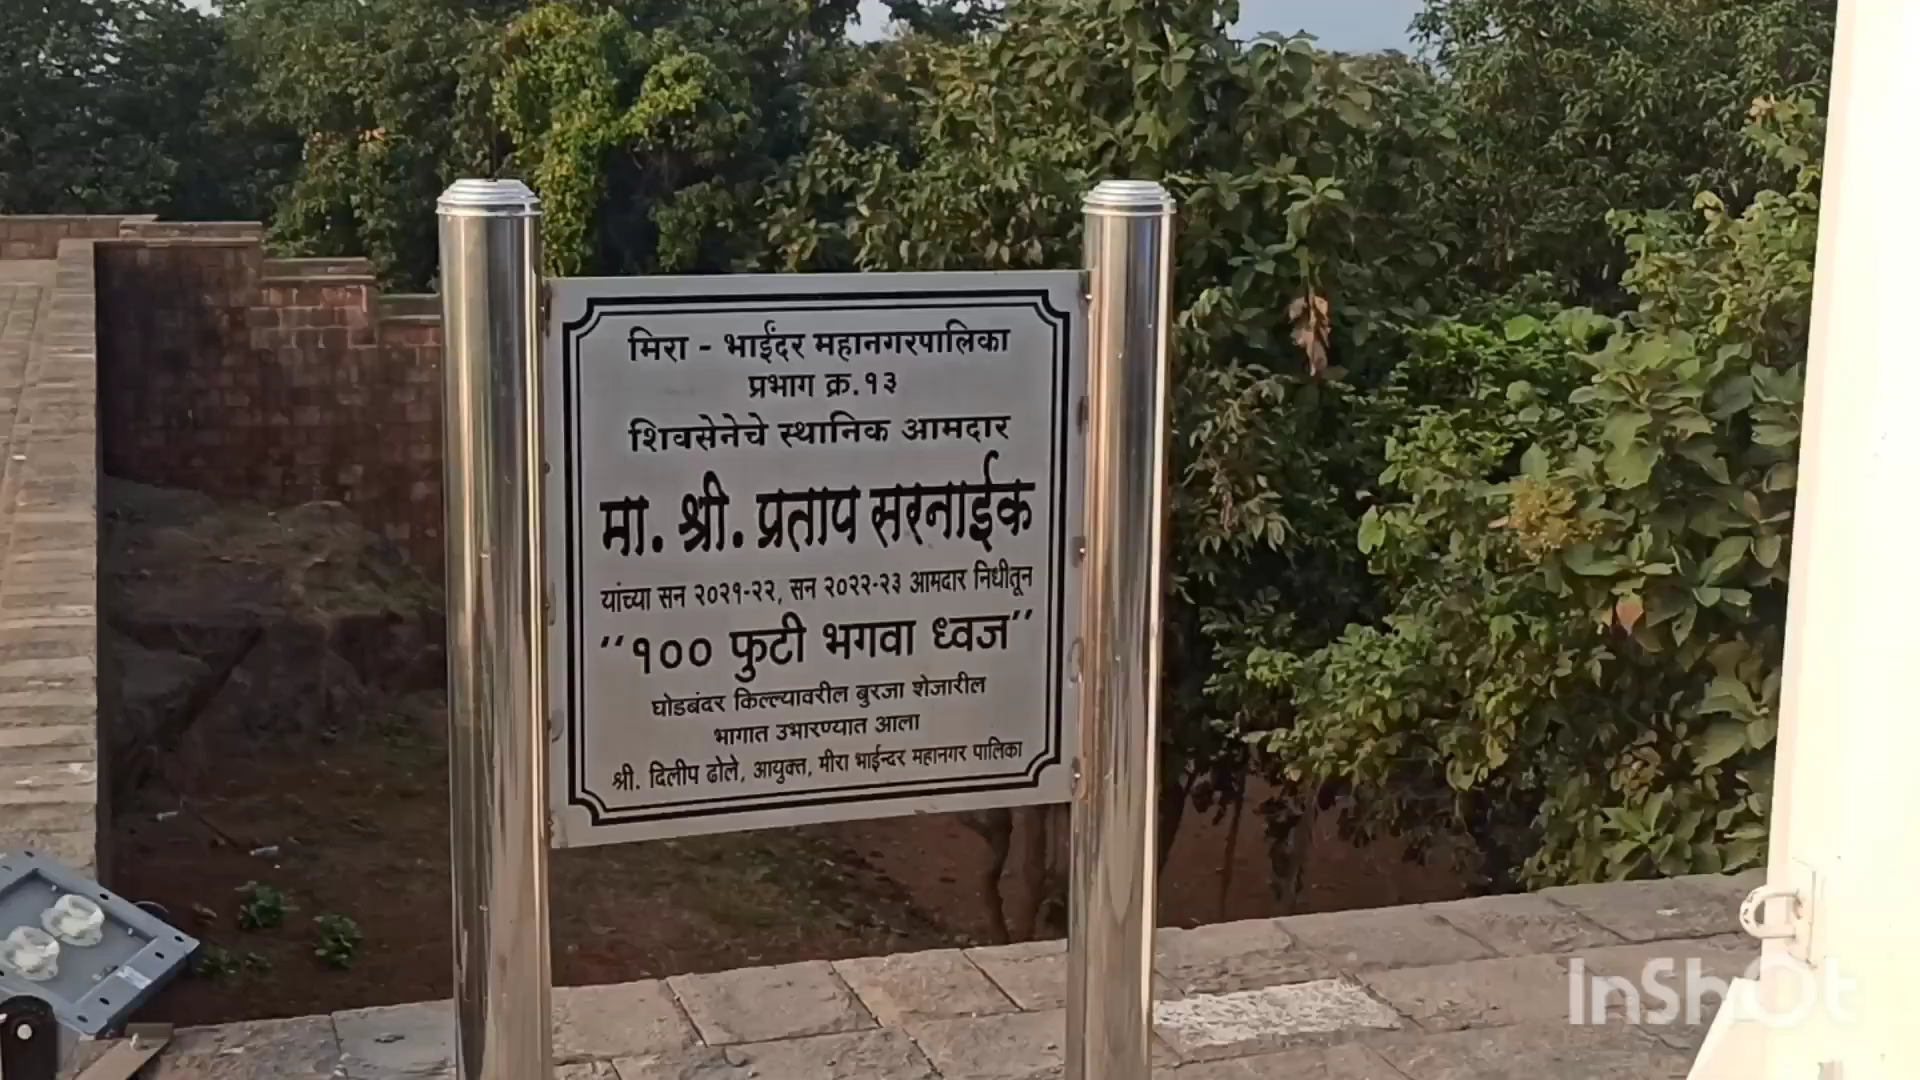 मिरा - भाईंदर महानगरपालिका
प्रभाग क्र.१३
शिवसेनेचे स्थानिक आमदार
मा. श्री. प्रताप सरनाईक
यांच्या सन २०२१-२२, सन २०२२-२३ आमदार निधीतून
"१०० फुटी भगवा ध्वज"
घोडबंदर किल्ल्यावरील बुरजा शेजारील
भागात उभारण्यात आला
श्री. दिलीप ढोले, आयुक्त, मीरा भाईन्दर महानगर पालिका
InShOt